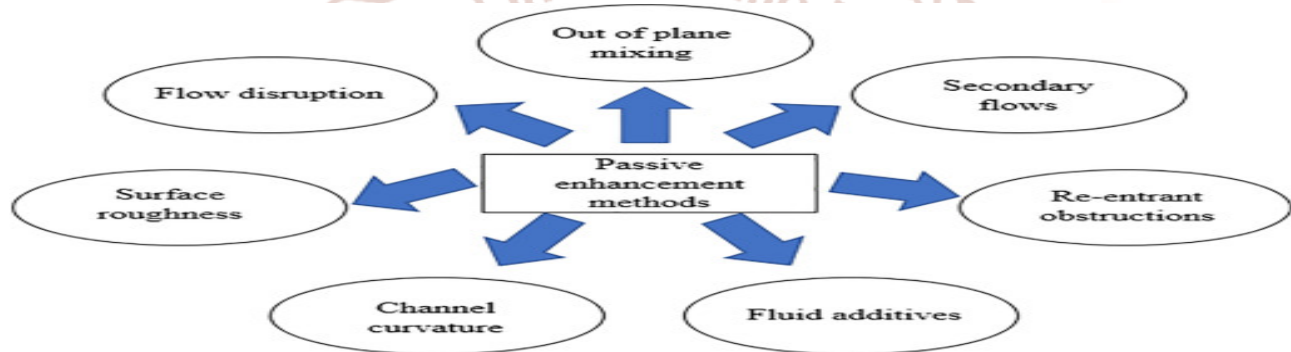 Out of plane
mixing
Flow disruption
Secondary
flows
Passive
enhancement
methods
Surface
roughness
Re-entrant
obstructions
Channel
curvature
Fluid additives